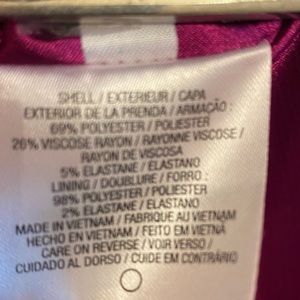 SHELL / EXTERIEUR / CAPA
EXTERIOR DE LA PRENDA / ARMAÇÃO :
69% POLYESTER / POLIESTER
26% VISCOSE RAYON / RAYONNE VISCOSE /
RAYON DE VISCOSA
5% ELASTANE / ELASTANO
LINING / DOUBLURE / FORRO :
98% POLYESTER / POLIESTER
2% ELASTANE / ELASTANO
MADE IN VIETNAM / FABRIQUE AU VIETNAM
HECHO EN VIETNAM / FEITO EM VIETNÃ
CARE ON REVERSE / VOIR VERSO /
CUIDADO AL DORSO / CUIDE EM CONTRÁRIO